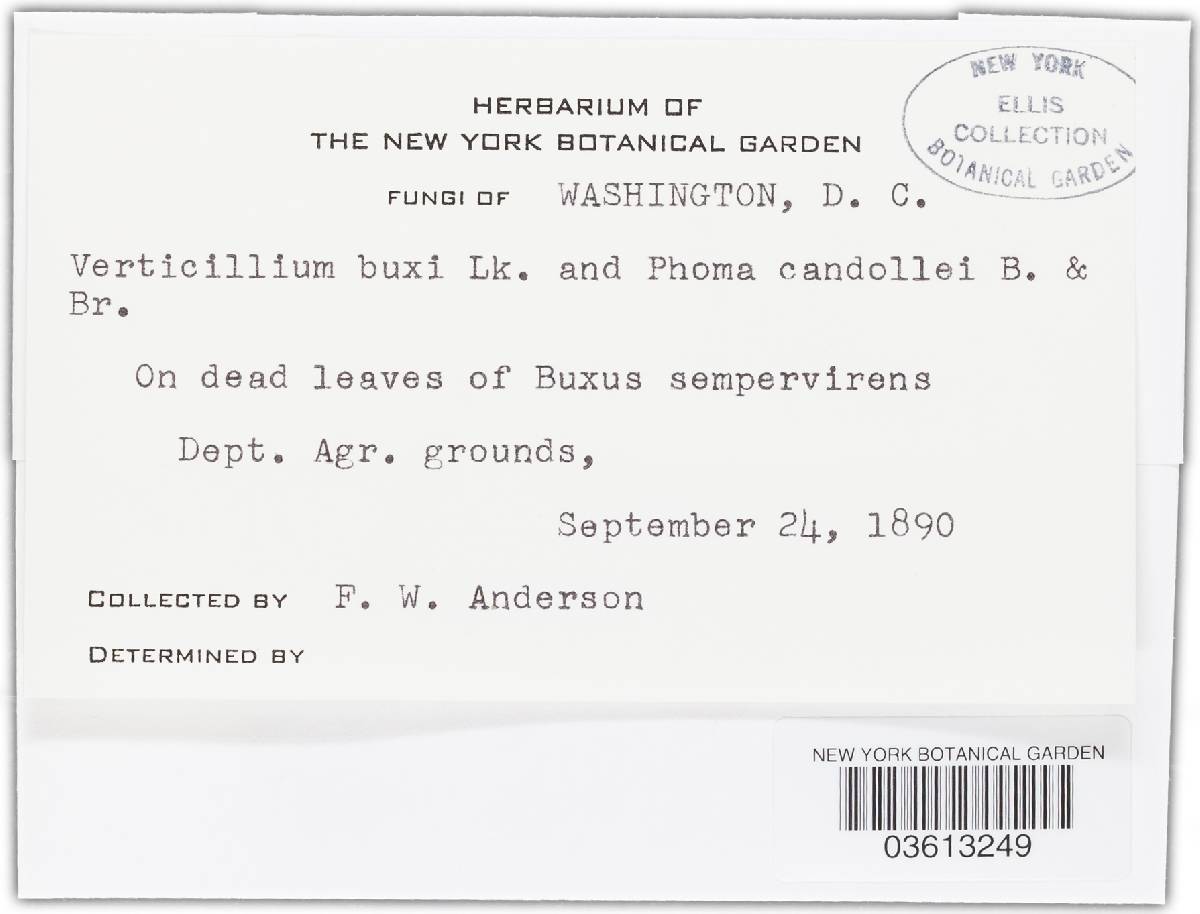 HERBARIUM OF
THE NEW YORK BOTANICAL GARDEN
NEW YORK
ELLIS
COLLECTION
BOTANICAL GARDEN
FUNGI OF WASHINGTON, D. C.
Verticillium buxi Lk. and Phoma candollei B. &
Br.
On dead leaves of Buxus sempervirens
Dept. Agr. grounds,
September 24, 1890
COLLECTED BY F. W. Anderson
DETERMINED BY
NEW YORK BOTANICAL GARDEN
03613249